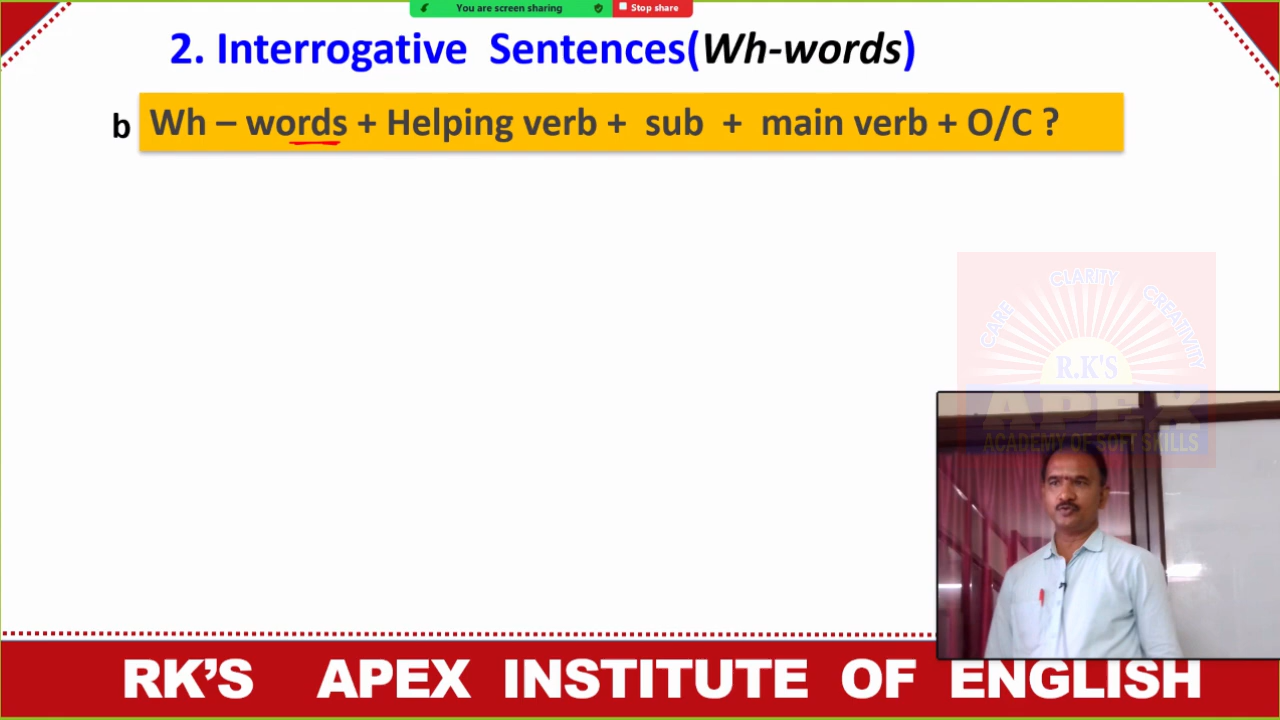 You are screen sharing
Stop share
2. Interrogative Sentences(Wh-words)
b
Wh – words + Helping verb + sub + main verb + O/C ?
CARE CLARITY CREATIVITY
R.K'S
APEX
ACADEMY OF SOFT SKILLS
RK’S APEX INSTITUTE OF ENGLISH